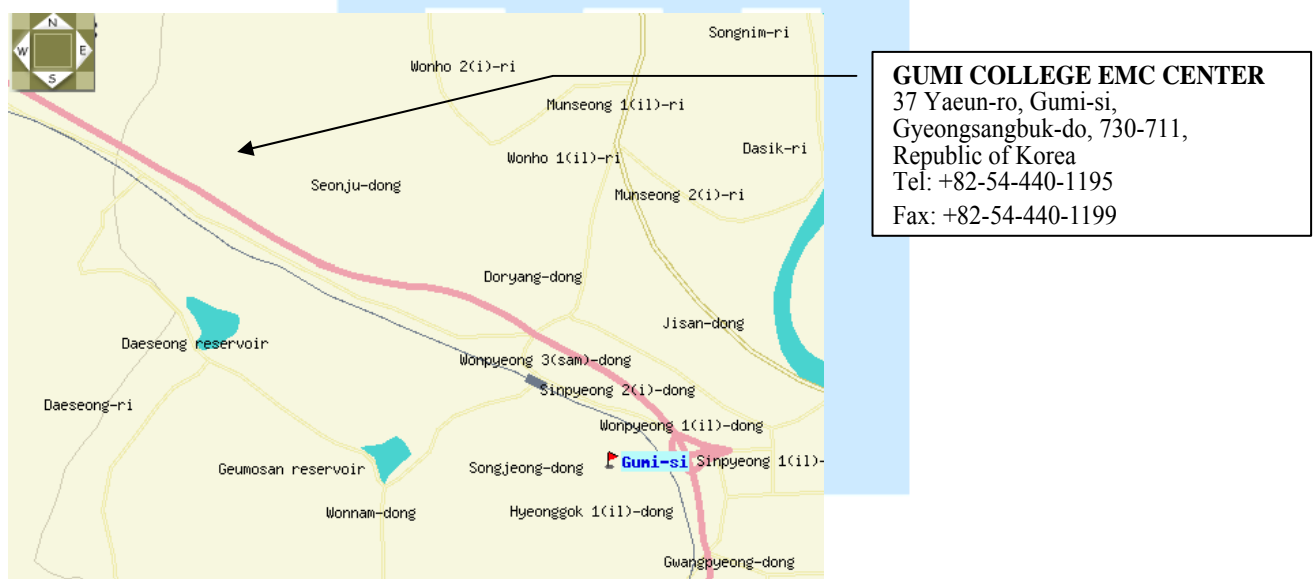 N
W E
S
Songnim-ri
Wonho 2(i)-ri
Munseong 1(il)-ri
Dasik-ri
Wonho 1(il)-ri
Seonju-dong
Munseong 2(i)-ri
Doryang-dong
Jisan-dong
Daeseong reservoir
Wonpyeong 3(sam)-dong
Sinpyeong 2(i)-dong
Daeseong-ri
Wonpyeong 1(il)-dong
Geumosan reservoir
Songjeong-dong
Gumi-si
Sinpyeong 1(il)-
Wonnam-dong
Hyeonggok 1(il)-dong
Gwangpyeong-dong
GUMI COLLEGE EMC CENTER
37 Yaeun-ro, Gumi-si,
Gyeongsangbuk-do, 730-711,
Republic of Korea
Tel: +82-54-440-1195
Fax: +82-54-440-1199